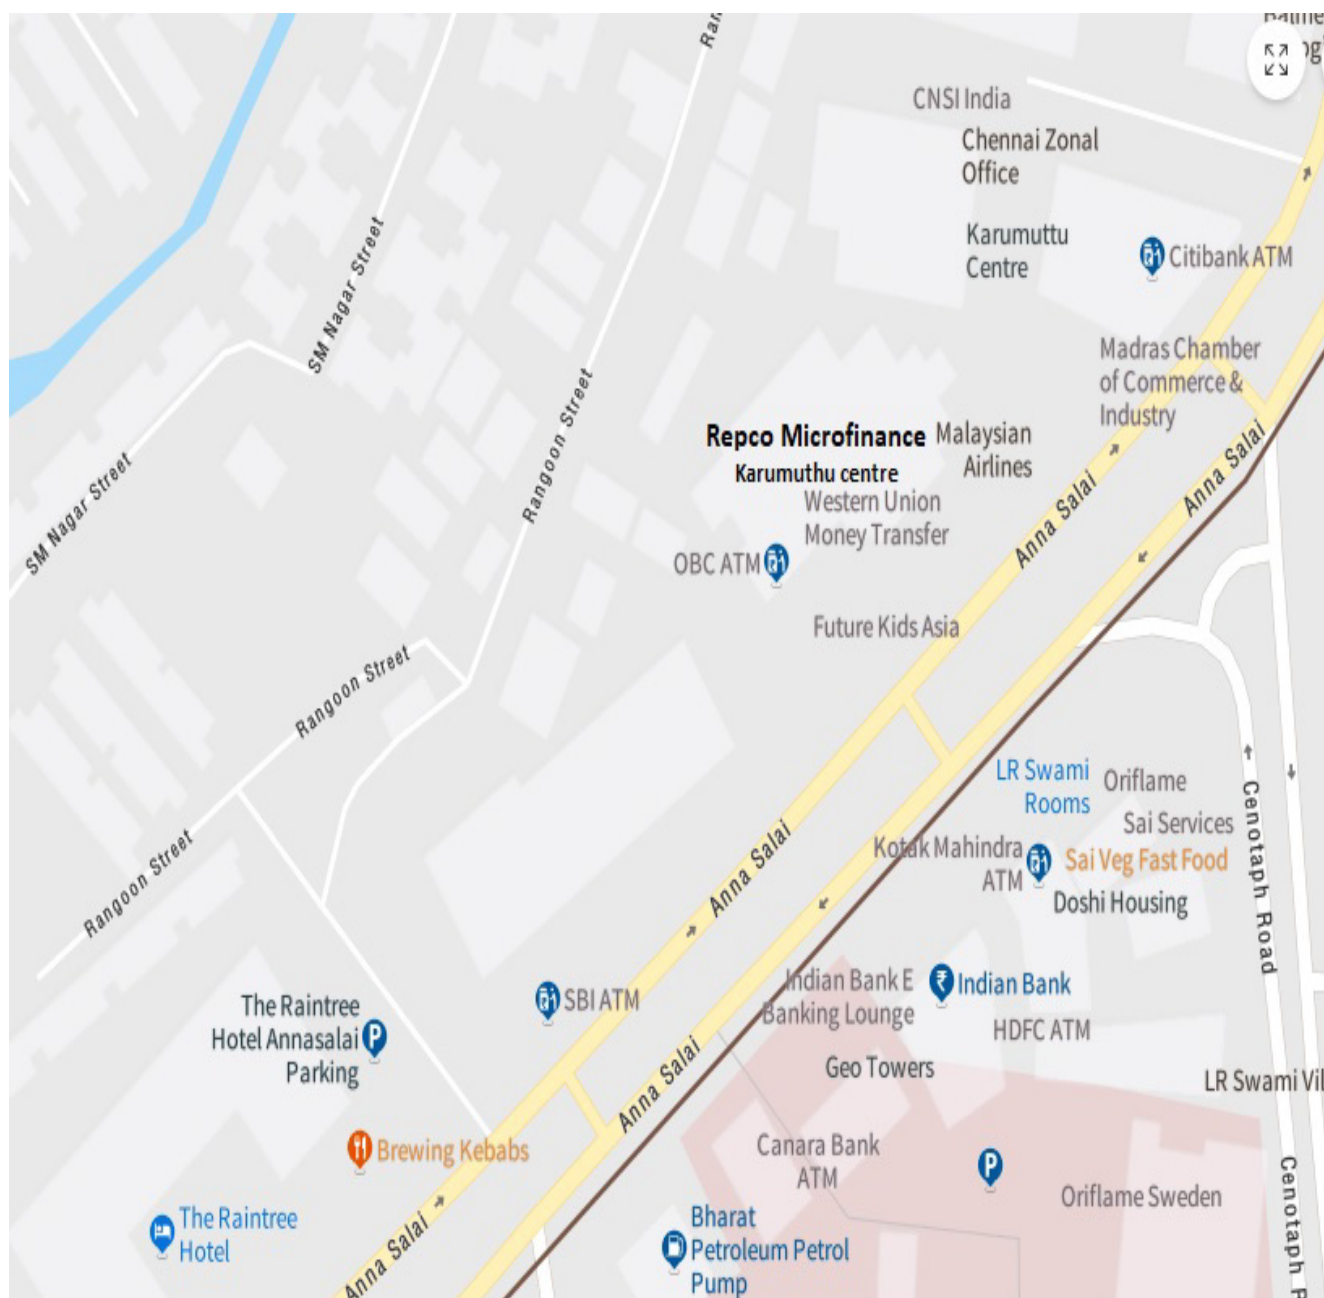 CNSI India
Chennai Zonal
Office
Karumuttu
Centre
Citibank ATM
SM Nagar Street
Madras Chamber
of Commerce &
Industry
Rangoon Street
Repco Microfinance
Karumuthu centre
Malaysian
Airlines
Anna Salai
Anna Salai
SM Nagar Street
Western Union
Money Transfer
OBC ATM
Future Kids Asia
Rangoon Street
LR Swami
Rooms
Oriflame
Sai Services
Cenotaph Road
Kotak Mahindra
ATM
Sai Veg Fast Food
Doshi Housing
Anna Salai
Rangoon Street
Indian Bank E
Banking Lounge
Indian Bank
HDFC ATM
SBI ATM
The Raintree
Hotel Annasalai
Parking
P
Geo Towers
LR Swami Vil
Anna Salai
Brewing Kebabs
Canara Bank
ATM
P
Oriflame Sweden
Cenotaph R
The Raintree
Hotel
Anna Salai
Bharat
Petroleum Petrol
Pump